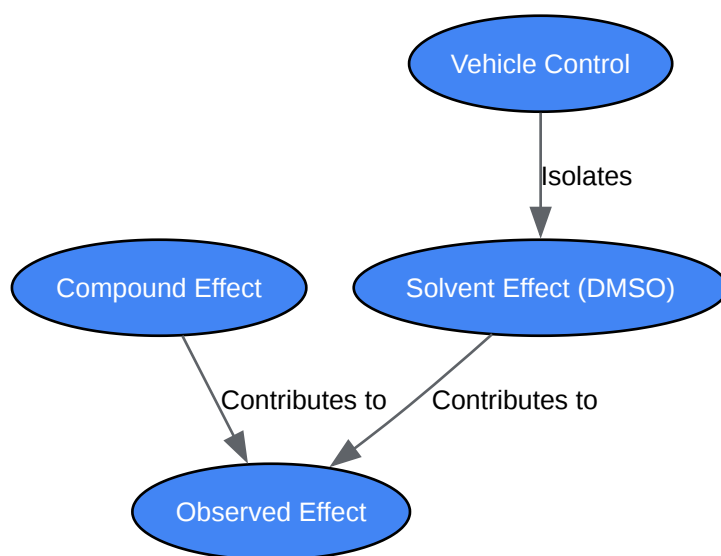 Vehicle Control
Isolates
Compound Effect
Solvent Effect (DMSO)
Contributes to
Contributes to
Observed Effect